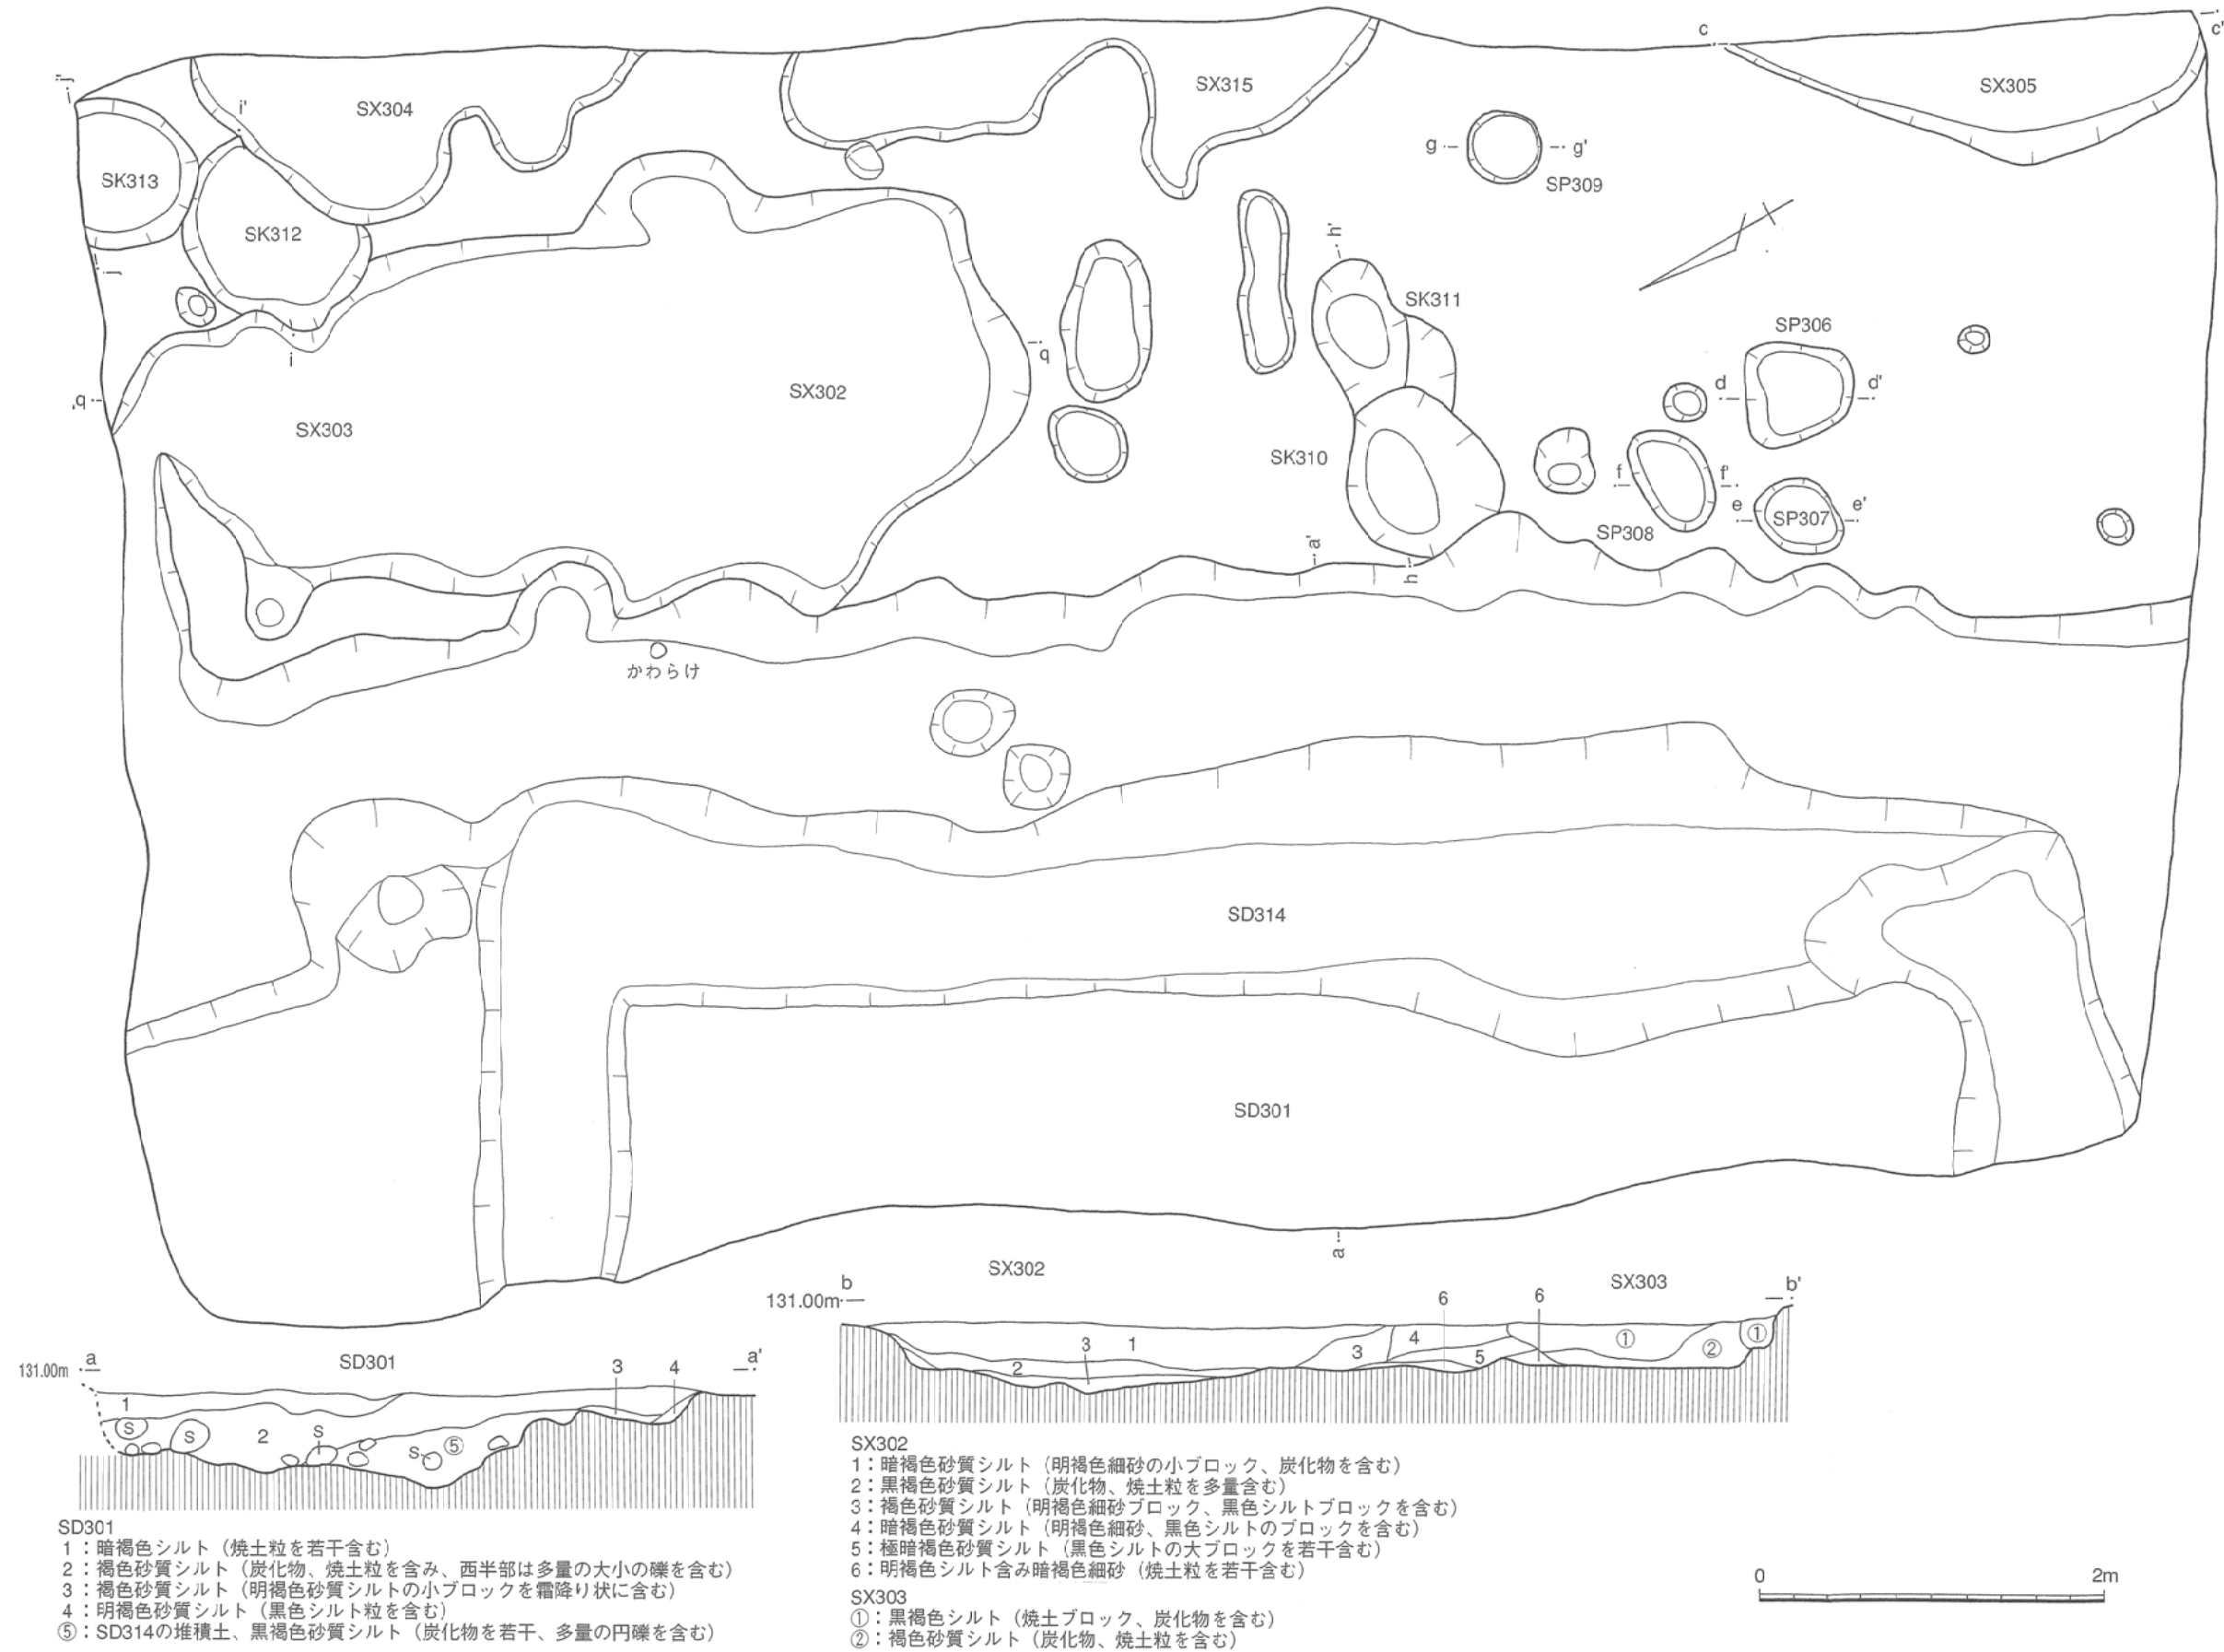 c
c'
SX304
SX315
SX305
j'
i'
g
g'
SP309
SK313
SK312
h'
SK311
j
SP306
i
q
d
d'
SX302
q
SX303
SK310
f
f'
e
SP307
e'
SP308
a'
h
かわらけ
SD314
SD301
a
SX302
SX303
b
b'
131.00m
6
6
3
1
4
①
①
2
3
5
②
131.00m
a
SD301
3
4
a'
1
S
S
2
S
S
⑤
SX302
1：暗褐色砂質シルト（明褐色細砂の小ブロック、炭化物を含む）
2：黒褐色砂質シルト（炭化物、焼土粒を多量含む）
3：褐色砂質シルト（明褐色細砂ブロック、黒色シルトブロックを含む）
4：暗褐色砂質シルト（明褐色細砂、黒色シルトのブロックを含む）
5：極暗褐色砂質シルト（黒色シルトの大ブロックを若干含む）
6：明褐色シルト含み暗褐色細砂（焼土粒を若干含む）
SX303
①：黒褐色シルト（焼土ブロック、炭化物を含む）
②：褐色砂質シルト（炭化物、焼土粒を含む）
SD301
1：暗褐色シルト（焼土粒を若干含む）
2：褐色砂質シルト（炭化物、焼土粒を含み、西半部は多量の大小の礫を含む）
3：褐色砂質シルト（明褐色砂質シルトの小ブロックを霜降り状に含む）
4：明褐色砂質シルト（黒色シルト粒を含む）
⑤：SD314の堆積土、黒褐色砂質シルト（炭化物を若干、多量の円礫を含む）
0
2m